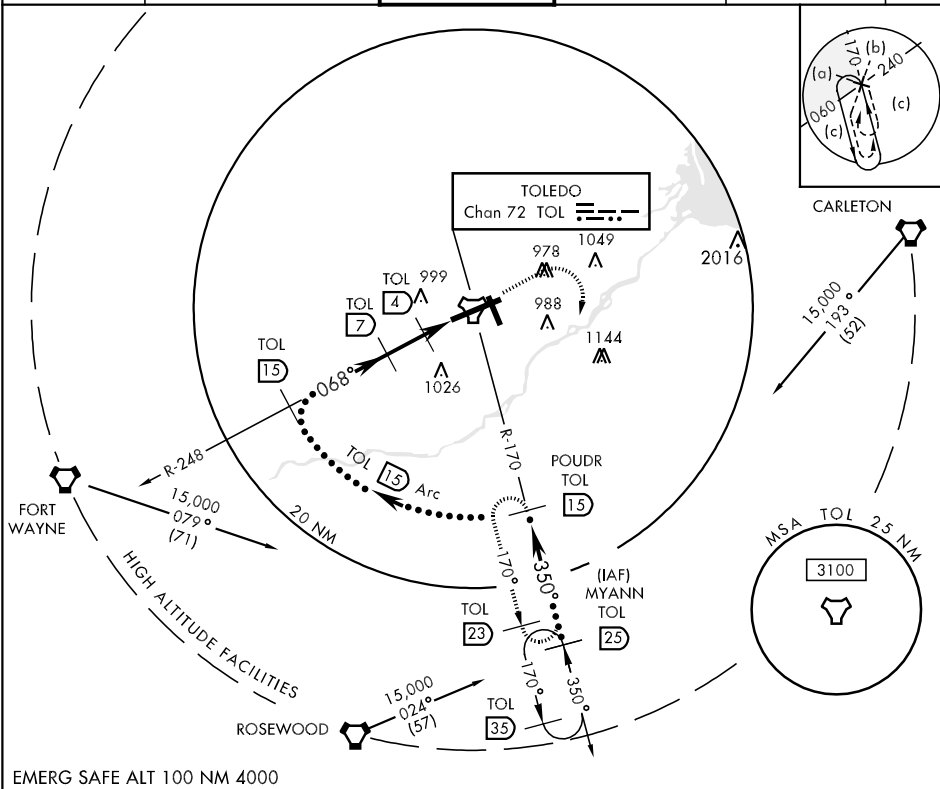 170
(b)
240
(a)
(c)
060
(c)
TOLEDO
Chan 72 TOL
CARLETON
1049
978
2016
TOL
999
4
TOL
7
988
15,000
193°
(52)
TOL
15
1144
068°
1026
R-248
R-170
TOL 15 Arc
POUDR
TOL
15
FORT
WAYNE
15,000
079°
(71)
20 NM
MSA TOL 25 NM
3100
170°
350°
(IAF)
MYANN
TOL
25
HIGH ALTITUDE FACILITIES
TOL
23
170°
350°
15,000
024°
(57)
TOL
35
ROSEWOOD
EMERG SAFE ALT 100 NM 4000